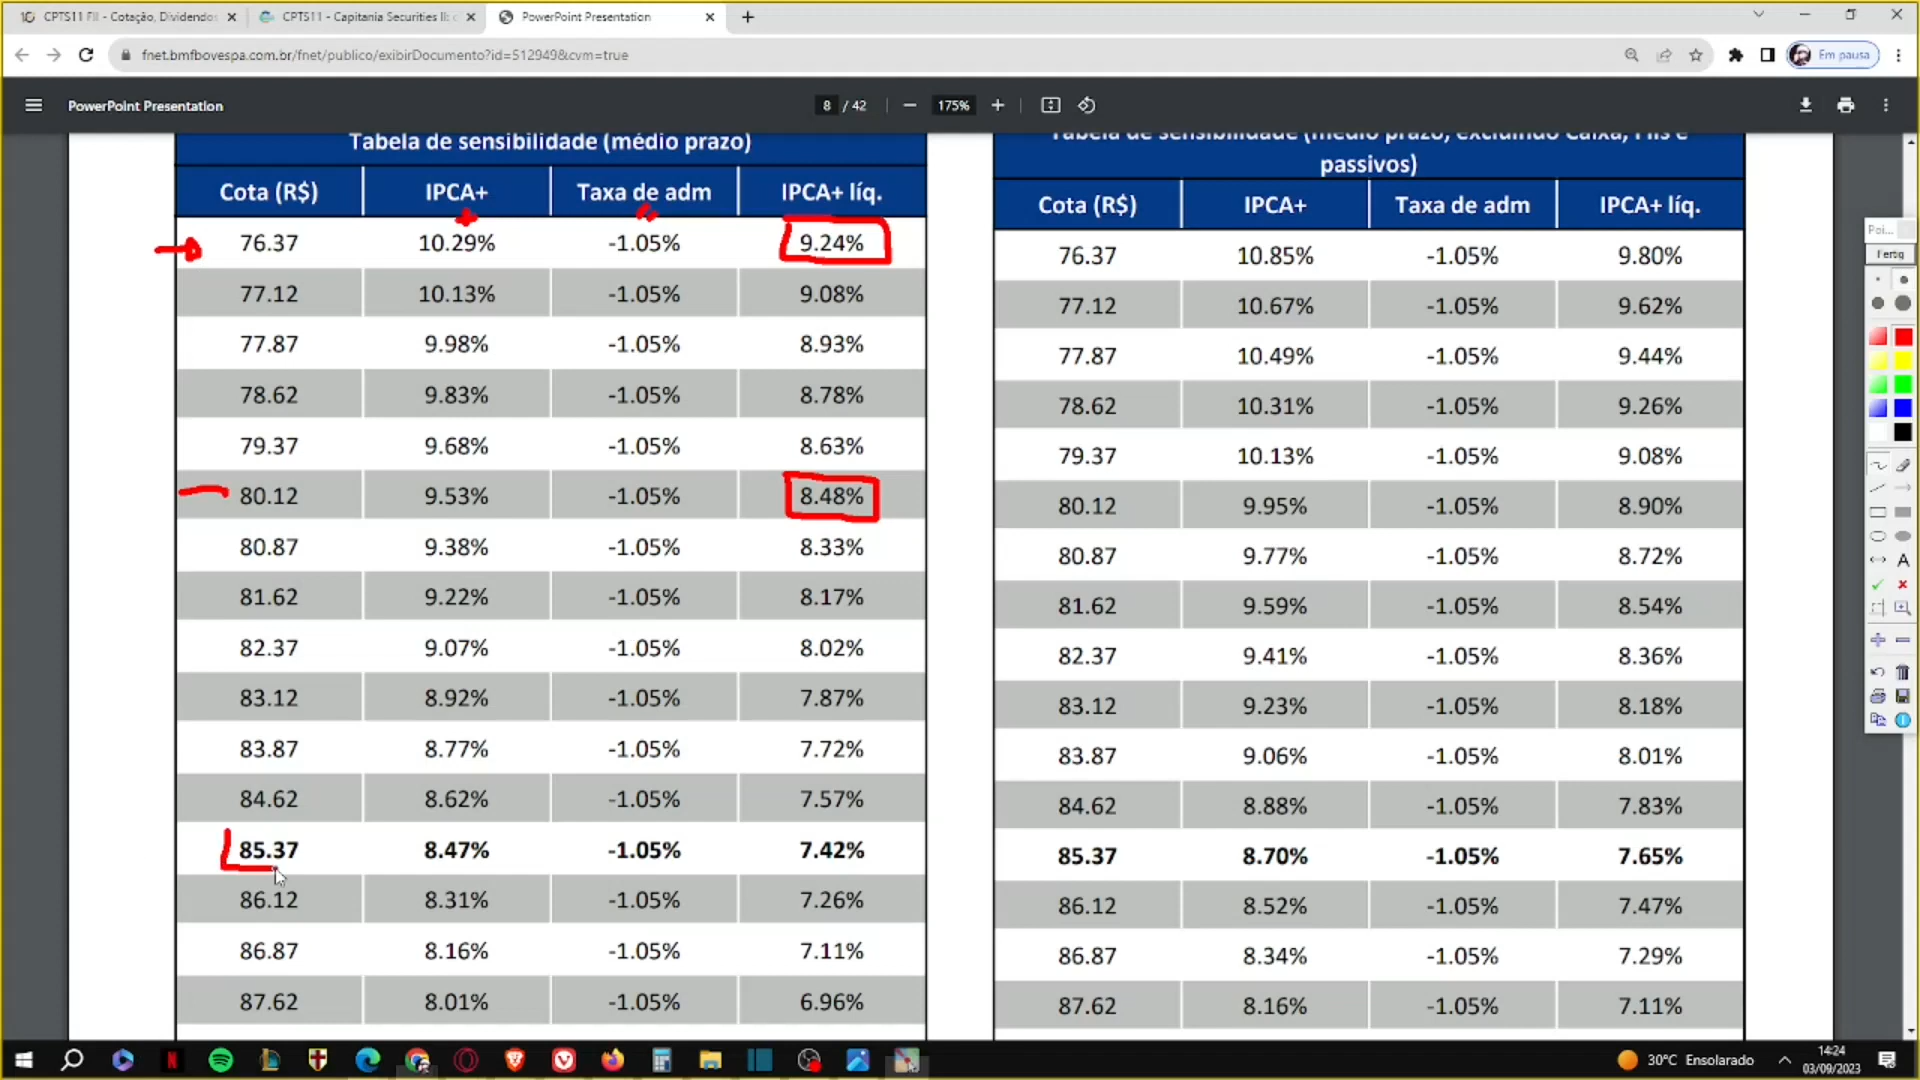 CPTS11 FII - Cotação, Dividendos
CPTS11 - Capitania Securities II:
PowerPoint Presentation
fnet.bmfbovespa.com.br/fnet/publico/exibirDocumento?id=512949&cvm=true
Em pausa
PowerPoint Presentation
8 / 42
175%
Tabela de sensibilidade (médio prazo)
Cota (R$) IPCA+ Taxa de adm IPCA+ líq.
76.37 10.29% -1.05% 9.24%
77.12 10.13% -1.05% 9.08%
77.87 9.98% -1.05% 8.93%
78.62 9.83% -1.05% 8.78%
79.37 9.68% -1.05% 8.63%
80.12 9.53% -1.05% 8.48%
80.87 9.38% -1.05% 8.33%
81.62 9.22% -1.05% 8.17%
82.37 9.07% -1.05% 8.02%
83.12 8.92% -1.05% 7.87%
83.87 8.77% -1.05% 7.72%
84.62 8.62% -1.05% 7.57%
85.37 8.47% -1.05% 7.42%
86.12 8.31% -1.05% 7.26%
86.87 8.16% -1.05% 7.11%
87.62 8.01% -1.05% 6.96%
Tabela de sensibilidade (médio prazo, excluindo Caixa, FIIs e
passivos)
Cota (R$) IPCA+ Taxa de adm IPCA+ líq.
76.37 10.85% -1.05% 9.80%
77.12 10.67% -1.05% 9.62%
77.87 10.49% -1.05% 9.44%
78.62 10.31% -1.05% 9.26%
79.37 10.13% -1.05% 9.08%
80.12 9.95% -1.05% 8.90%
80.87 9.77% -1.05% 8.72%
81.62 9.59% -1.05% 8.54%
82.37 9.41% -1.05% 8.36%
83.12 9.23% -1.05% 8.18%
83.87 9.06% -1.05% 8.01%
84.62 8.88% -1.05% 7.83%
85.37 8.70% -1.05% 7.65%
86.12 8.52% -1.05% 7.47%
86.87 8.34% -1.05% 7.29%
87.62 8.16% -1.05% 7.11%
Poi...
Fertig
A
30°C Ensolarado
14:24
03/09/2023